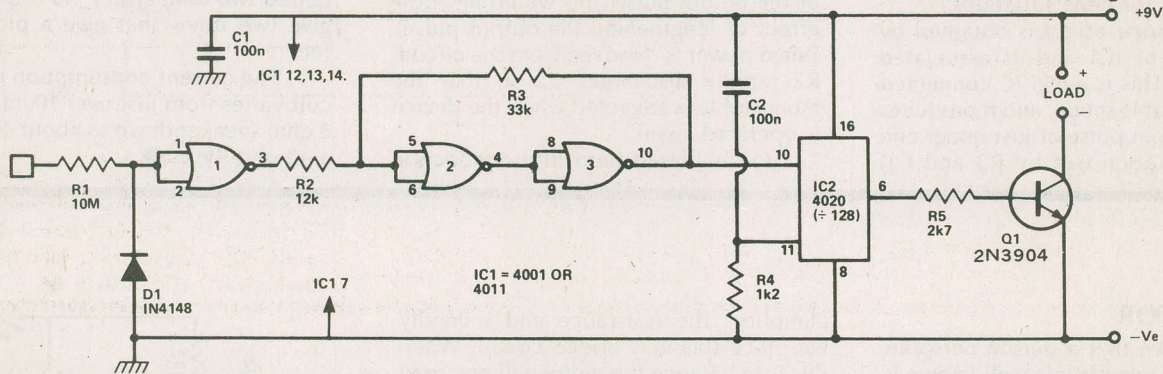 +9V
C1
100n
IC1 12,13,14.
R3
33k
C2
100n
+
LOAD
-
R1
10M
1
2
1
3
R2
12k
5
6
2
4
8
9
3
10
10
16
IC2
4020
(÷ 128)
11
8
6
R5
2k7
Q1
2N3904
D1
IN4148
IC1 7
IC1 = 4001 OR
4011
R4
1k2
–Ve